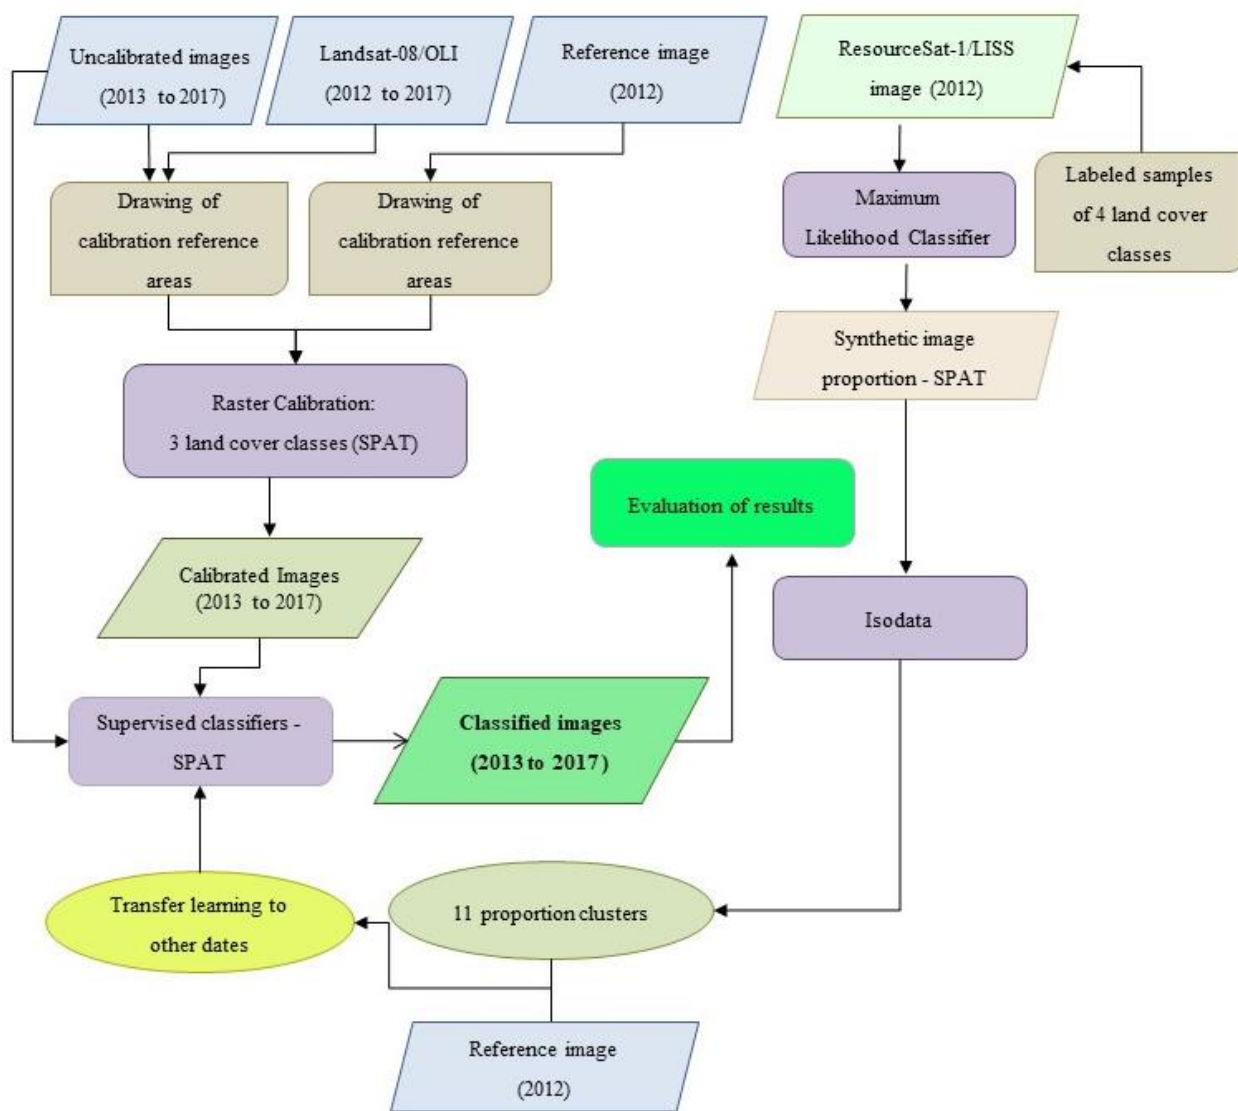 Uncalibrated images
(2013 to 2017)
Landsat-08/OLI
(2012 to 2017)
Reference image
(2012)
ResourceSat-1/LISS
image (2012)
Drawing of
calibration reference
areas
Drawing of
calibration reference
areas
Maximum
Likelihood Classifier
Labeled samples
of 4 land cover
classes
Synthetic image
proportion - SPAT
Raster Calibration:
3 land cover classes (SPAT)
Evaluation of results
Calibrated Images
(2013 to 2017)
Isodata
Supervised classifiers -
SPAT
Classified images
(2013 to 2017)
Transfer learning to
other dates
11 proportion clusters
Reference image
(2012)